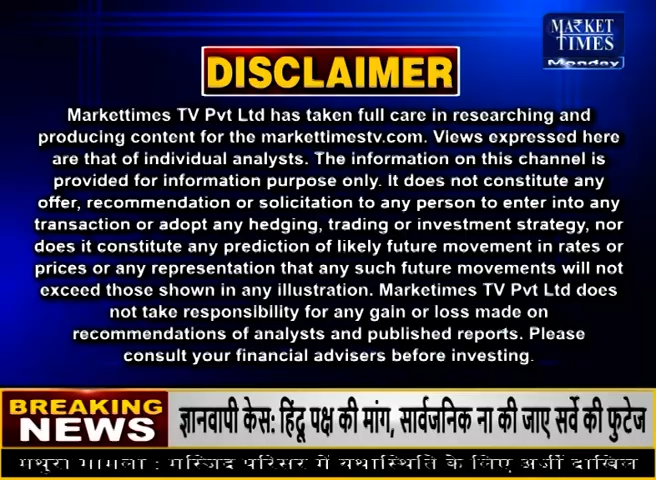 MARKET
TIMES
Monday
DISCLAIMER
Markettimes TV Pvt Ltd has taken full care in researching and
producing content for the markettimestv.com. Views expressed here
are that of individual analysts. The information on this channel is
provided for information purpose only. It does not constitute any
offer, recommendation or solicitation to any person to enter into any
transaction or adopt any hedging, trading or investment strategy, nor
does it constitute any prediction of likely future movement in rates or
prices or any representation that any such future movements will not
exceed those shown in any illustration. Marketimes TV Pvt Ltd does
not take responsibility for any gain or loss made on
recommendations of analysts and published reports. Please
consult your financial advisers before investing.
BREAKING
NEWS
ज्ञानवापी केस: हिंदू पक्ष की मांग, सार्वजनिक ना की जाए सर्वे की फुटेज
मथुरा मामला : मस्जिद परिसर में यथास्थिति के लिए अर्जी दाखिल